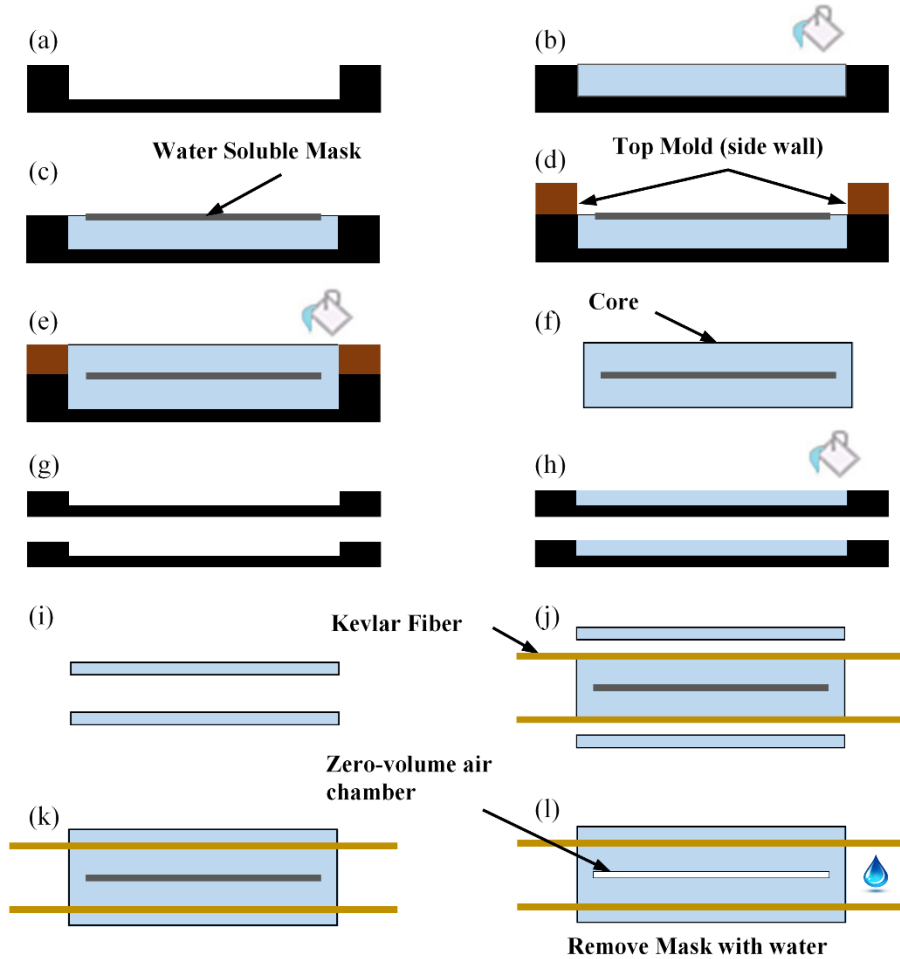 (a)
(b)
Water Soluble Mask
Top Mold (side wall)
(c)
(d)
(e)
(f)
Core
(g)
(h)
(i)
(j)
Kevlar Fiber
Zero-volume air
chamber
(k)
(l)
Remove Mask with water